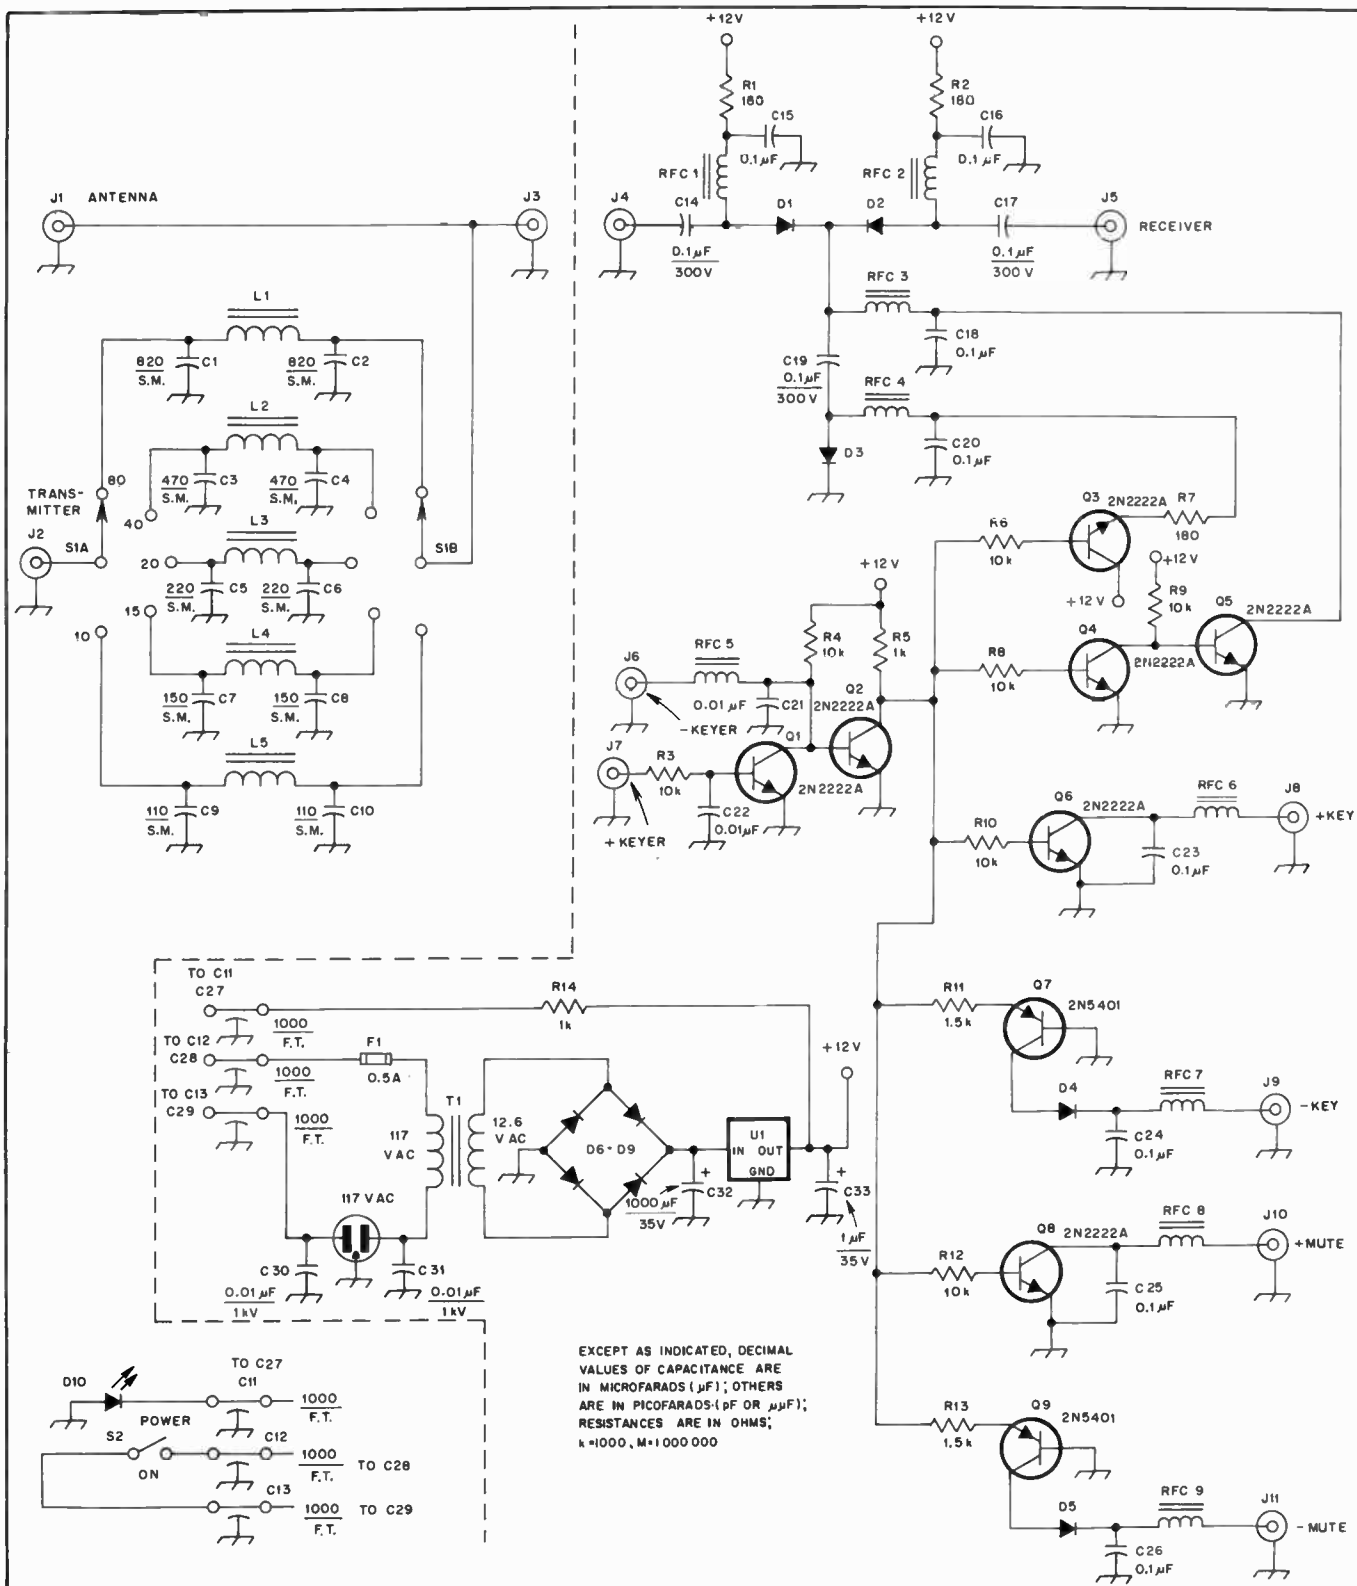 +12V
+12V
R1
180
C15
0.1µF
RFC 1
R2
180
C16
0.1µF
RFC 2
J1 ANTENNA
J3
J4
C14
0.1µF
300V
D1
D2
C17
0.1µF
300V
J5
RECEIVER
RFC 3
C18
0.1µF
C19
0.1µF
300V
RFC 4
C20
0.1µF
D3
L1
820
S.M.
C1
820
S.M.
C2
L2
470
S.M.
C3
470
S.M.
C4
L3
220
S.M.
C5
220
S.M.
C6
L4
150
S.M.
C7
150
S.M.
C8
L5
110
S.M.
C9
110
S.M.
C10
TRANS-
MITTER
J2
S1A
80
40
20
15
10
S1B
Q3
2N2222A
R7
180
R6
10k
+12V
+12V
R9
10k
Q4
2N2222A
Q5
2N2222A
R8
10k
+12V
R4
10k
R5
1k
J6
RFC 5
0.01µF
C21
-KEYER
Q2
2N2222A
J7
R3
10k
Q1
2N2222A
C22
0.01µF
+KEYER
R10
10k
Q6
2N2222A
RFC 6
J8
+KEY
C23
0.1µF
TO C11
C27
1000
F.T.
R14
1k
TO C12
C28
1000
F.T.
F1
0.5A
TO C13
C29
1000
F.T.
T1
117
VAC
12.6
VAC
D6-D9
U1
IN OUT
GND
+12V
+
C32
1000µF
35V
+
C33
1µF
35V
117 VAC
C30
0.01µF
1kV
C31
0.01µF
1kV
R11
1.5k
Q7
2N5401
D4
RFC 7
J9
-KEY
C24
0.1µF
R12
10k
Q8
2N2222A
RFC 8
J10
+MUTE
C25
0.1µF
R13
1.5k
Q9
2N5401
D5
RFC 9
J11
-MUTE
C26
0.1µF
D10
TO C27
C11
1000
F.T.
POWER
S2
ON
C12
1000
F.T.
TO C28
C13
1000
F.T.
TO C29
EXCEPT AS INDICATED, DECIMAL
VALUES OF CAPACITANCE ARE
IN MICROFARADS (µF); OTHERS
ARE IN PICOFARADS (pF OR µµF);
RESISTANCES ARE IN OHMS;
k=1000, M=1000000